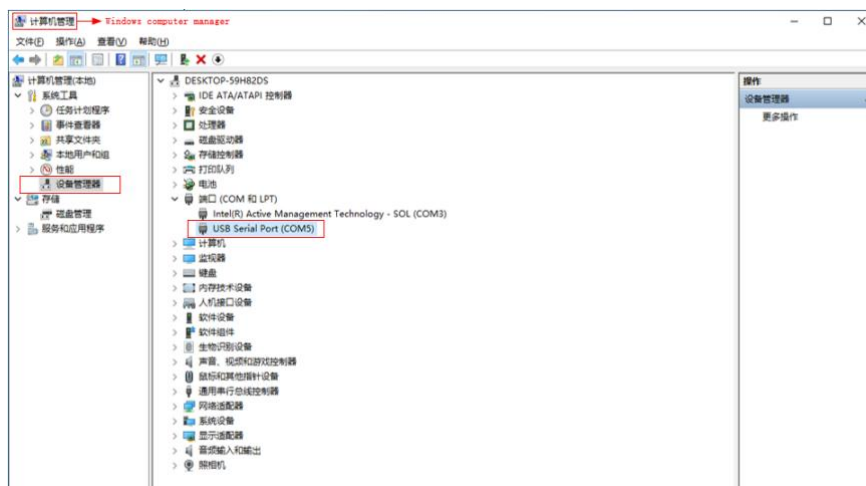 计算机管理 Windows computer manager
文件(F) 操作(A) 查看(V) 帮助(H)
计算机管理(本地)
系统工具
任务计划程序
事件查看器
共享文件夹
本地用户和组
性能
设备管理器
存储
磁盘管理
服务和应用程序
DESKTOP-59H82DS
IDE ATA/ATAPI 控制器
安全设备
处理器
磁盘驱动器
存储控制器
打印队列
电池
端口 (COM 和 LPT)
Intel(R) Active Management Technology - SOL (COM3)
USB Serial Port (COM5)
计算机
监视器
键盘
内存技术设备
人机接口设备
软件设备
软件组件
生物识别设备
声音、视频和游戏控制器
鼠标和其他指针设备
通用串行总线控制器
网络适配器
系统设备
显示适配器
音频输入和输出
照相机
操作
设备管理器
更多操作